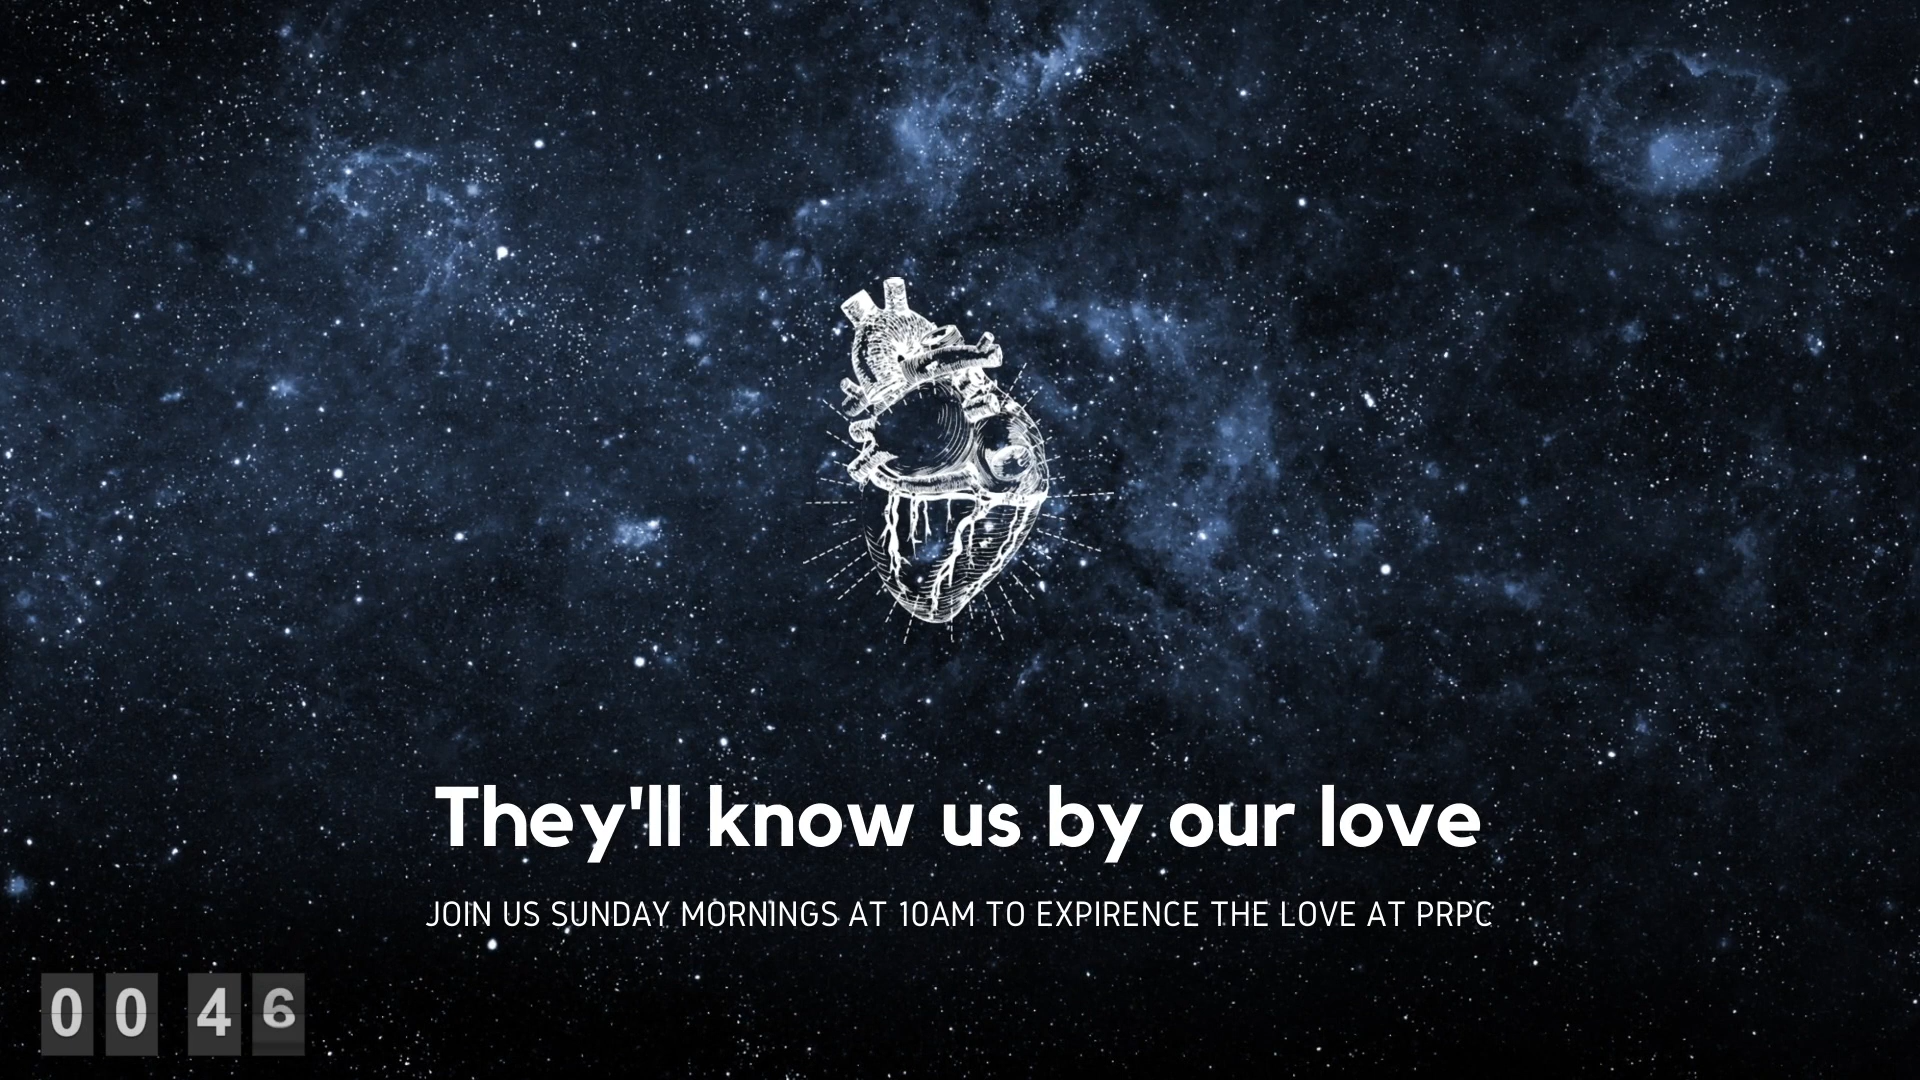 They'll know us by our love
JOIN US SUNDAY MORNINGS AT 10AM TO EXPIRENCE THE LOVE AT PRPC
00 46